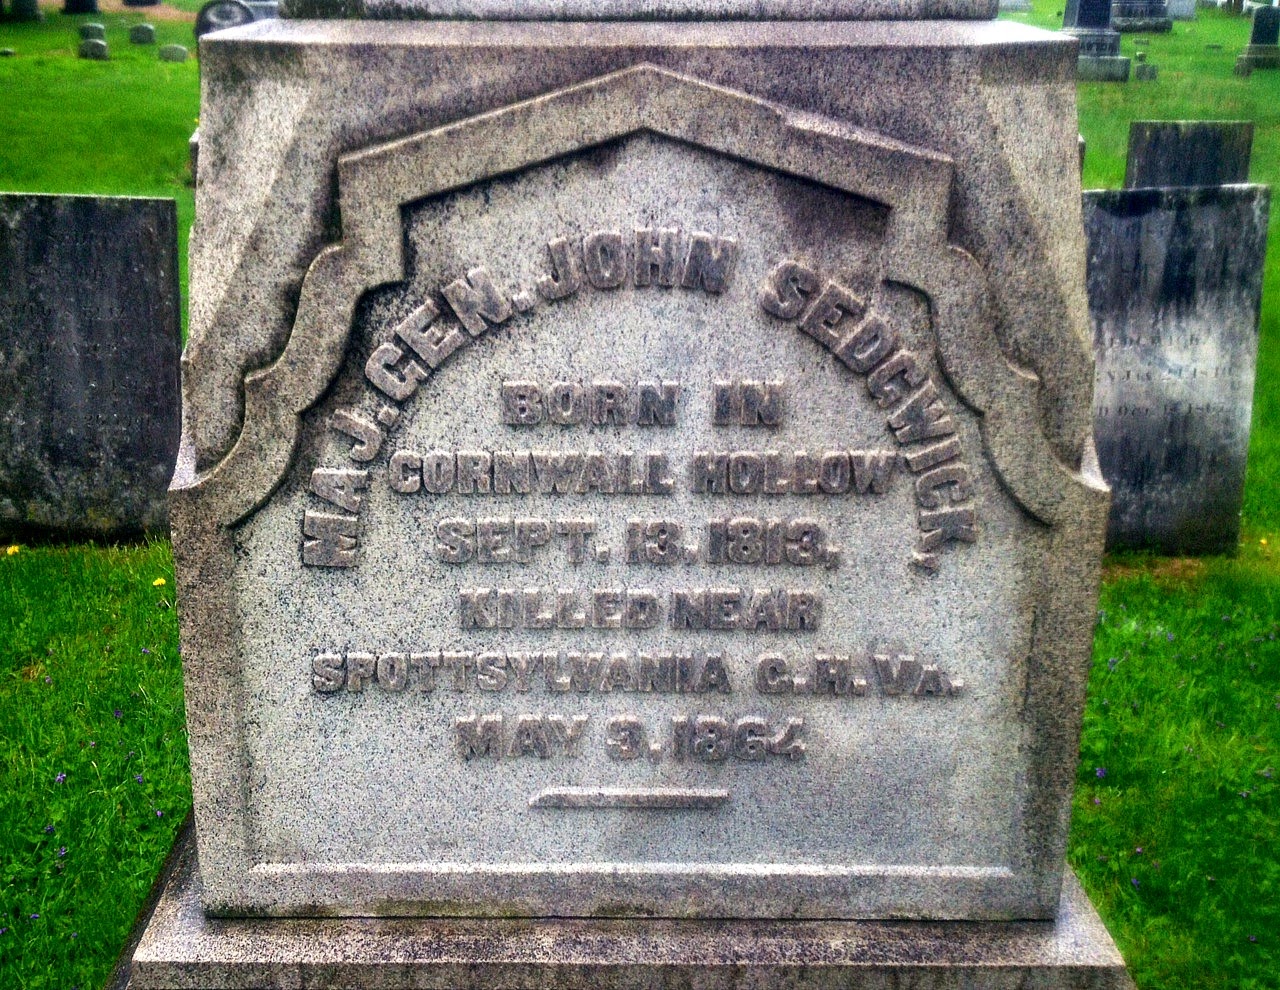 MAJ. GEN. JOHN SEDGWICK,
BORN IN
CORNWALL HOLLOW
SEPT. 13. 1813.
KILLED NEAR
SPOTTSYLVANIA C.H. VA.
MAY 9. 1864